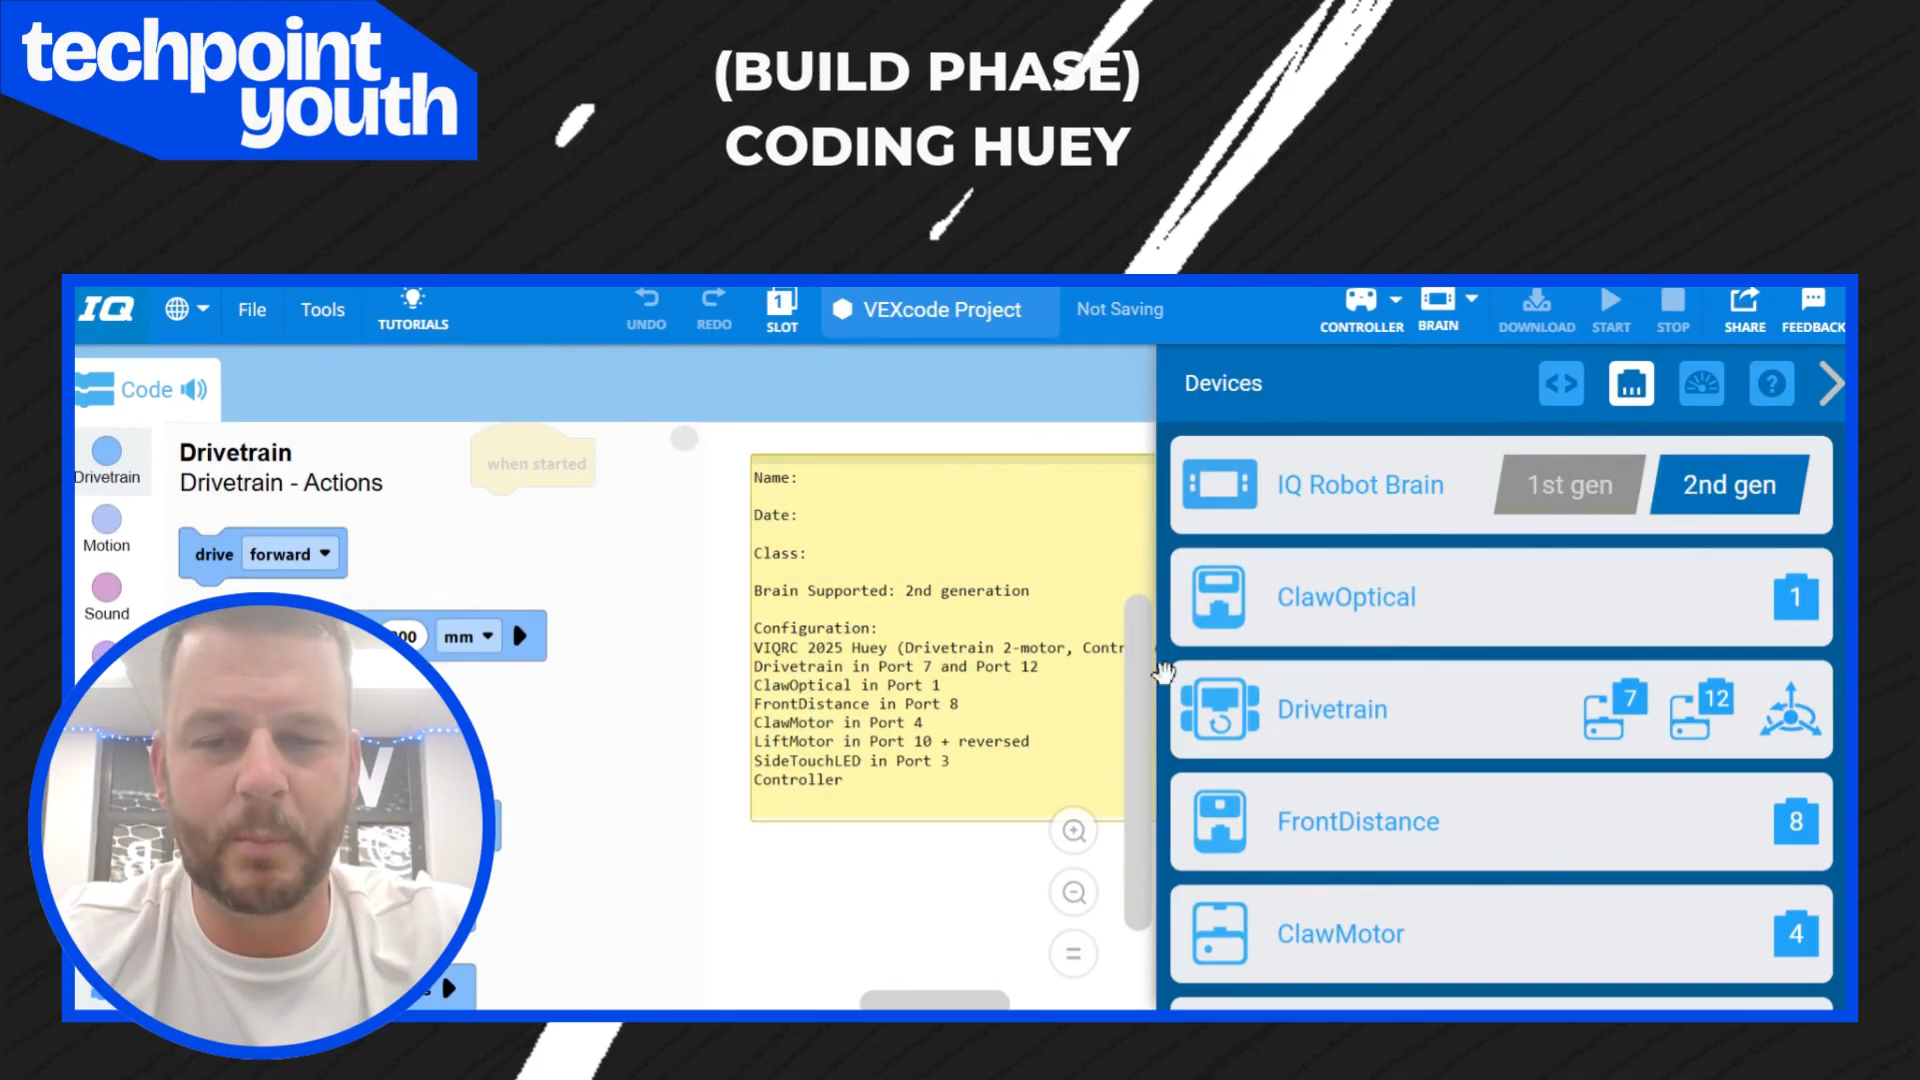 techpoint
youth
(BUILD PHASE)
CODING HUEY
IQ
File
Tools
TUTORIALS
UNDO
REDO
1
SLOT
VEXcode Project
Not Saving
CONTROLLER
BRAIN
DOWNLOAD
START
STOP
SHARE
FEEDBACK
Code
Devices
Drivetrain
Motion
Sound
Drivetrain
Drivetrain - Actions
when started
drive forward
mm
Name:
Date:
Class:
Brain Supported: 2nd generation
Configuration:
VIQRC 2025 Huey (Drivetrain 2-motor, Contr
Drivetrain in Port 7 and Port 12
ClawOptical in Port 1
FrontDistance in Port 8
ClawMotor in Port 4
LiftMotor in Port 10 + reversed
SideTouchLED in Port 3
Controller
IQ Robot Brain
1st gen
2nd gen
ClawOptical
1
Drivetrain
7
12
FrontDistance
8
ClawMotor
4